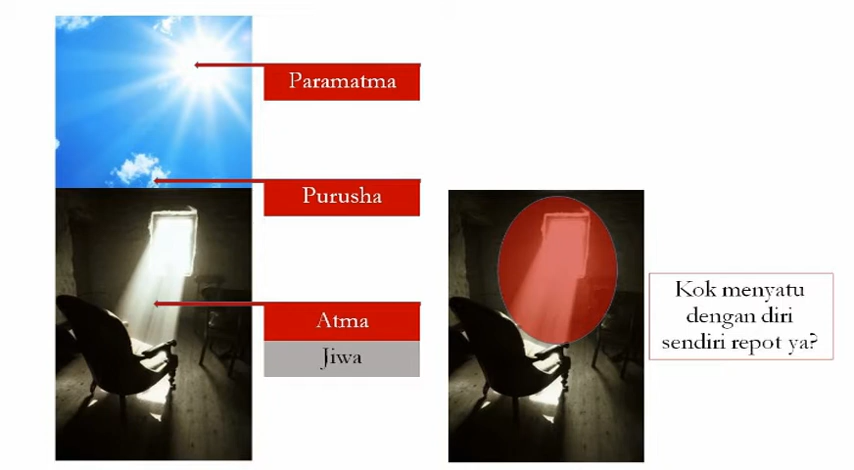 Paramatma
Purusha
Atma
Jiwa
Kok menyatu
dengan diri
sendiri repot ya?